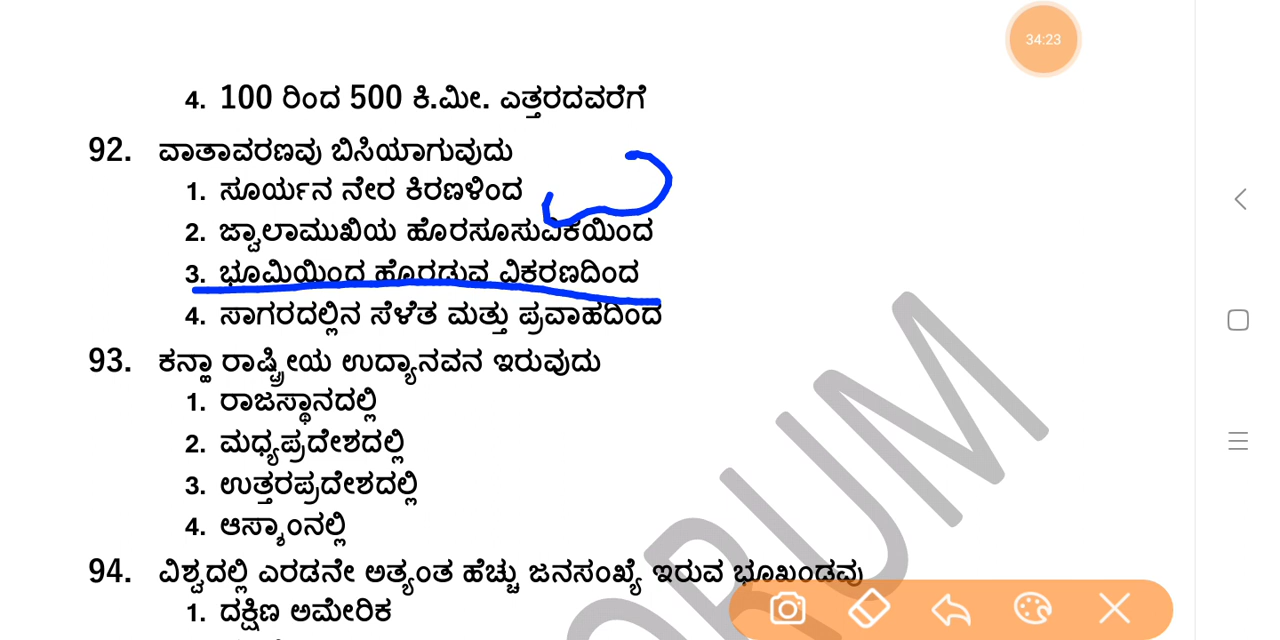 34:23
4. 100 ರಿಂದ 500 ಕಿ.ಮೀ. ಎತ್ತರದವರೆಗೆ
92. ವಾತಾವರಣವು ಬಿಸಿಯಾಗುವುದು
1. ಸೂರ್ಯನ ನೇರ ಕಿರಣಳಿಂದ
2. ಜ್ವಾಲಾಮುಖಿಯ ಹೊರಸೂಸುವಿಕೆಯಿಂದ
3. ಭೂಮಿಯಿಂದ ಹೊರಡುವ ವಿಕರಣದಿಂದ
4. ಸಾಗರದಲ್ಲಿನ ಸೆಳೆತ ಮತ್ತು ಪ್ರವಾಹದಿಂದ
93. ಕನ್ಹಾ ರಾಷ್ಟ್ರೀಯ ಉದ್ಯಾನವನ ಇರುವುದು
1. ರಾಜಸ್ಥಾನದಲ್ಲಿ
2. ಮಧ್ಯಪ್ರದೇಶದಲ್ಲಿ
3. ಉತ್ತರಪ್ರದೇಶದಲ್ಲಿ
4. ಆಸ್ಸಾಂನಲ್ಲಿ
94. ವಿಶ್ವದಲ್ಲಿ ಎರಡನೇ ಅತ್ಯಂತ ಹೆಚ್ಚು ಜನಸಂಖ್ಯೆ ಇರುವ ಭೂಖಂಡವು
1. ದಕ್ಷಿಣ ಅಮೇರಿಕ